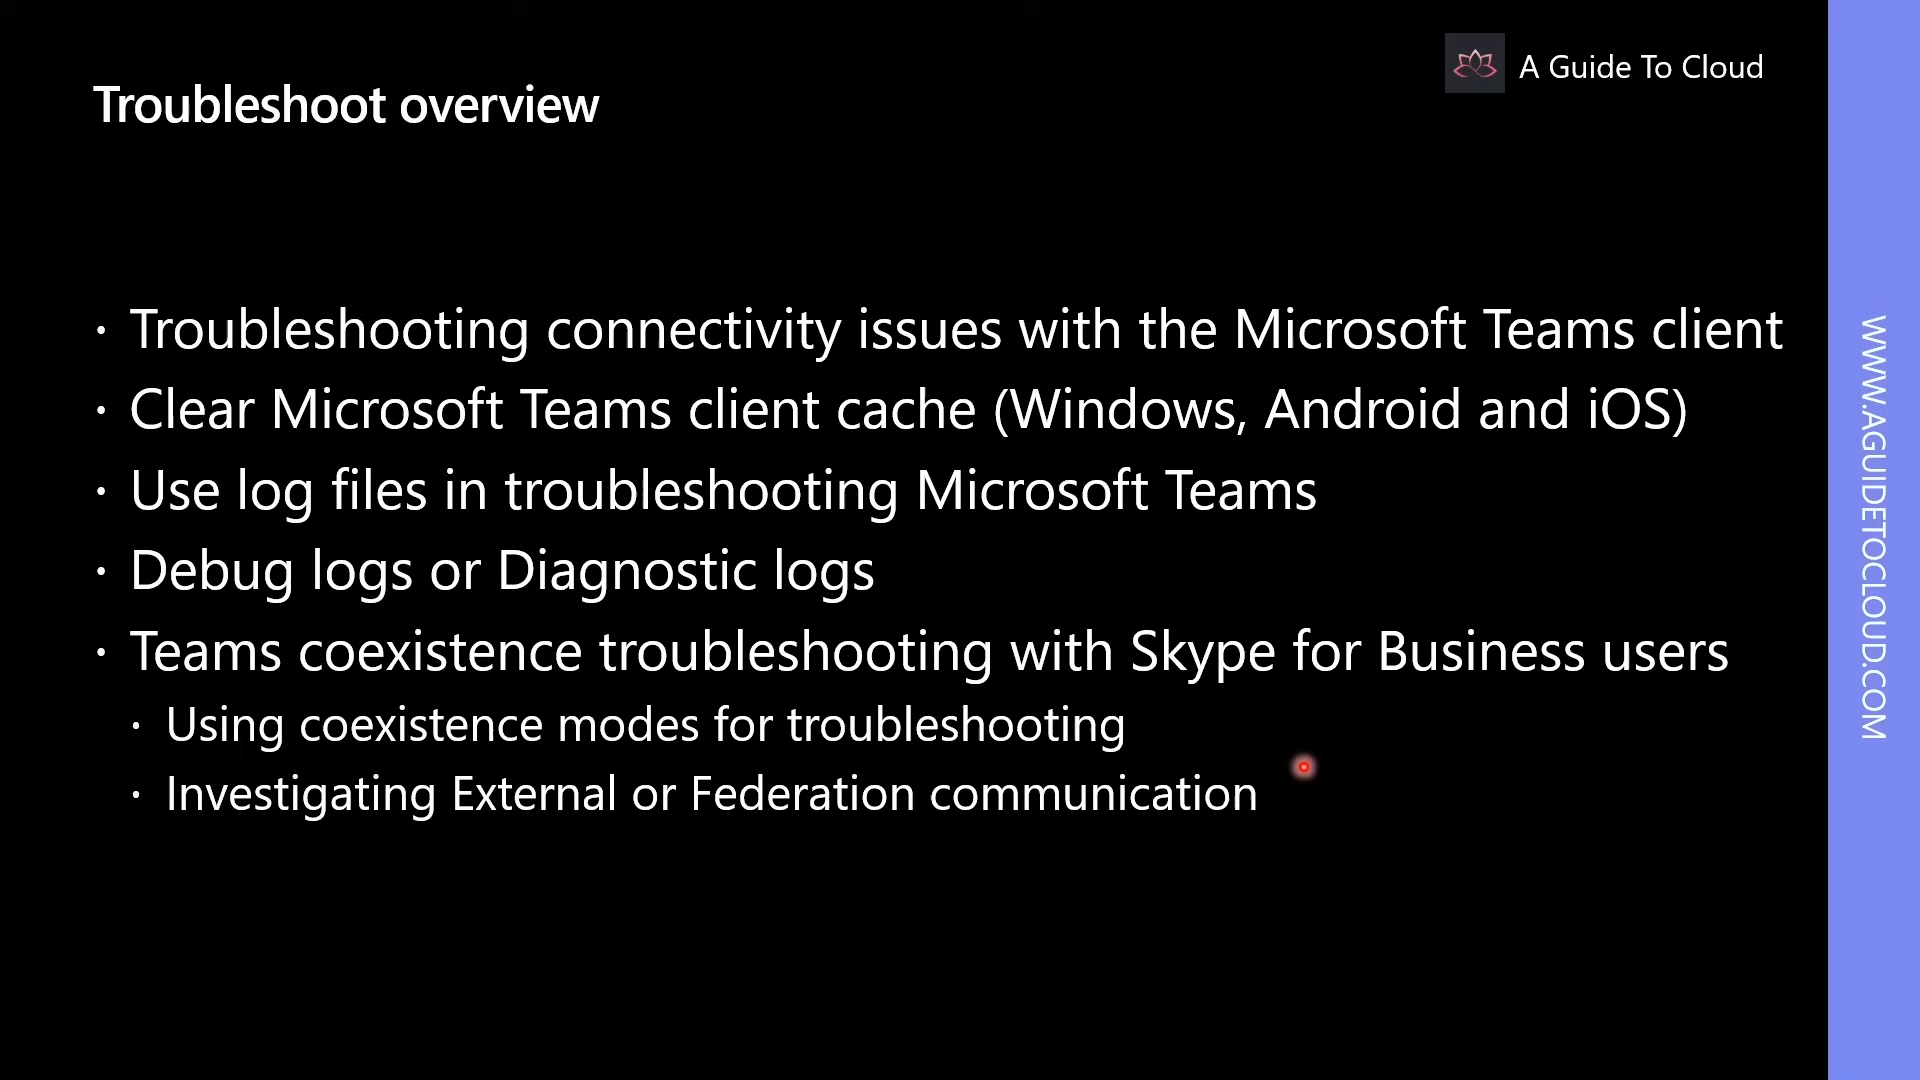 A Guide To Cloud
Troubleshoot overview
· Troubleshooting connectivity issues with the Microsoft Teams client
· Clear Microsoft Teams client cache (Windows, Android and iOS)
· Use log files in troubleshooting Microsoft Teams
· Debug logs or Diagnostic logs
· Teams coexistence troubleshooting with Skype for Business users
· Using coexistence modes for troubleshooting
· Investigating External or Federation communication
WWW.AGUIDETOCLOUD.COM